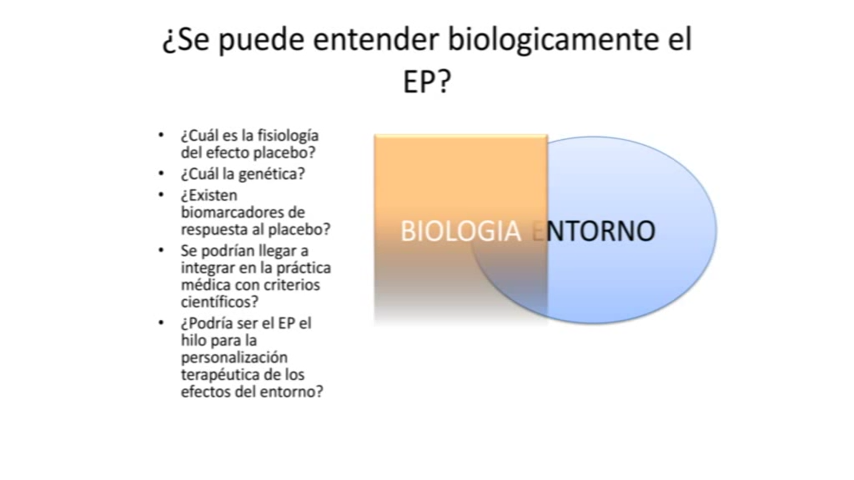 ¿Se puede entender biologicamente el
EP?
• ¿Cuál es la fisiología
del efecto placebo?
• ¿Cuál la genética?
• ¿Existen
biomarcadores de
respuesta al placebo?
• Se podrían llegar a
integrar en la práctica
médica con criterios
científicos?
• ¿Podría ser el EP el
hilo para la
personalización
terapéutica de los
efectos del entorno?
BIOLOGIA ENTORNO